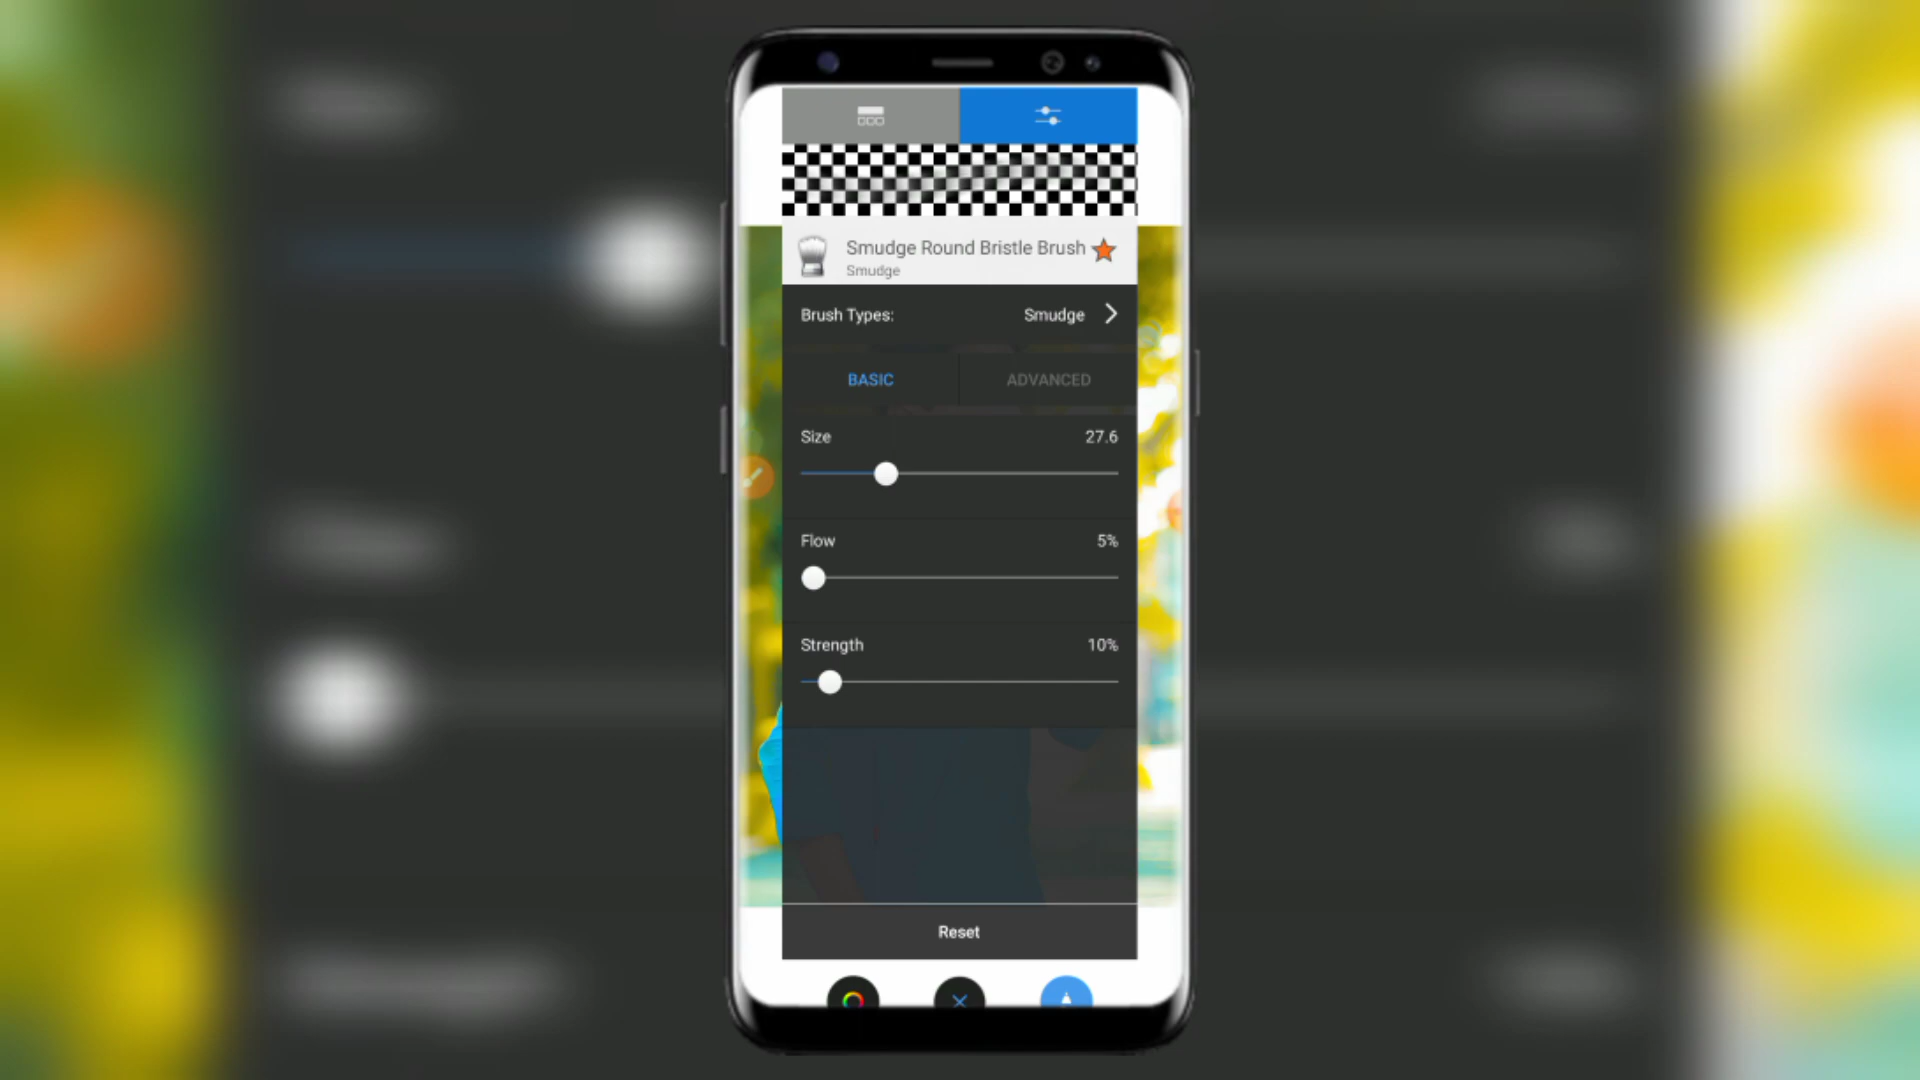 Smudge Round Bristle Brush
Smudge
Brush Types: Smudge
BASIC ADVANCED
Size 27.6
Flow 5%
Strength 10%
Reset